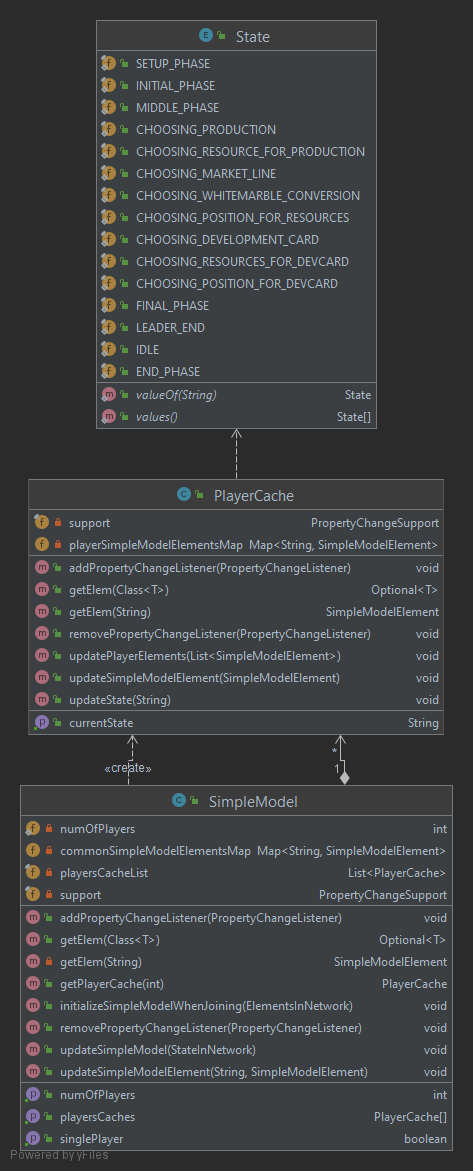 State
SETUP_PHASE
INITIAL_PHASE
MIDDLE_PHASE
CHOOSING_PRODUCTION
CHOOSING_RESOURCE_FOR_PRODUCTION
CHOOSING_MARKET_LINE
CHOOSING_WHITEMARBLE_CONVERSION
CHOOSING_POSITION_FOR_RESOURCES
CHOOSING_DEVELOPMENT_CARD
CHOOSING_RESOURCES_FOR_DEVCARD
CHOOSING_POSITION_FOR_DEVCARD
FINAL_PHASE
LEADER_END
IDLE
END_PHASE
valueOf(String) State
values() State[]
PlayerCache
support PropertyChangeSupport
playerSimpleModelElementsMap Map<String, SimpleModelElement>
addPropertyChangeListener(PropertyChangeListener) void
getElem(Class<T>) Optional<T>
getElem(String) SimpleModelElement
removePropertyChangeListener(PropertyChangeListener) void
updatePlayerElements(List<SimpleModelElement>) void
updateSimpleModelElement(SimpleModelElement) void
updateState(String) void
currentState String
*
«create» 1
SimpleModel
numOfPlayers int
commonSimpleModelElementsMap Map<String, SimpleModelElement>
playersCacheList List<PlayerCache>
support PropertyChangeSupport
addPropertyChangeListener(PropertyChangeListener) void
getElem(Class<T>) Optional<T>
getElem(String) SimpleModelElement
getPlayerCache(int) PlayerCache
initializeSimpleModelWhenJoining(ElementsInNetwork) void
removePropertyChangeListener(PropertyChangeListener) void
updateSimpleModel(StateInNetwork) void
updateSimpleModelElement(String, SimpleModelElement) void
numOfPlayers int
playersCaches PlayerCache[]
singlePlayer boolean
Powered by yFiles